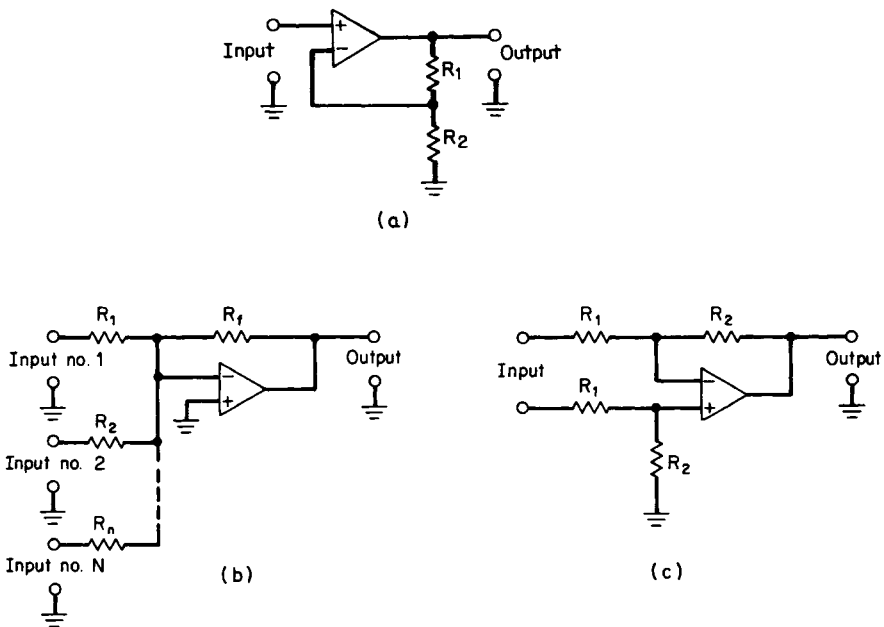 +
Input
−
Output
R1
R2
(a)
R1
Rf
Input no. 1
−
Output
+
R2
Input no. 2
Rn
Input no. N
(b)
R1
R2
Input
−
Output
R1
+
R2
(c)